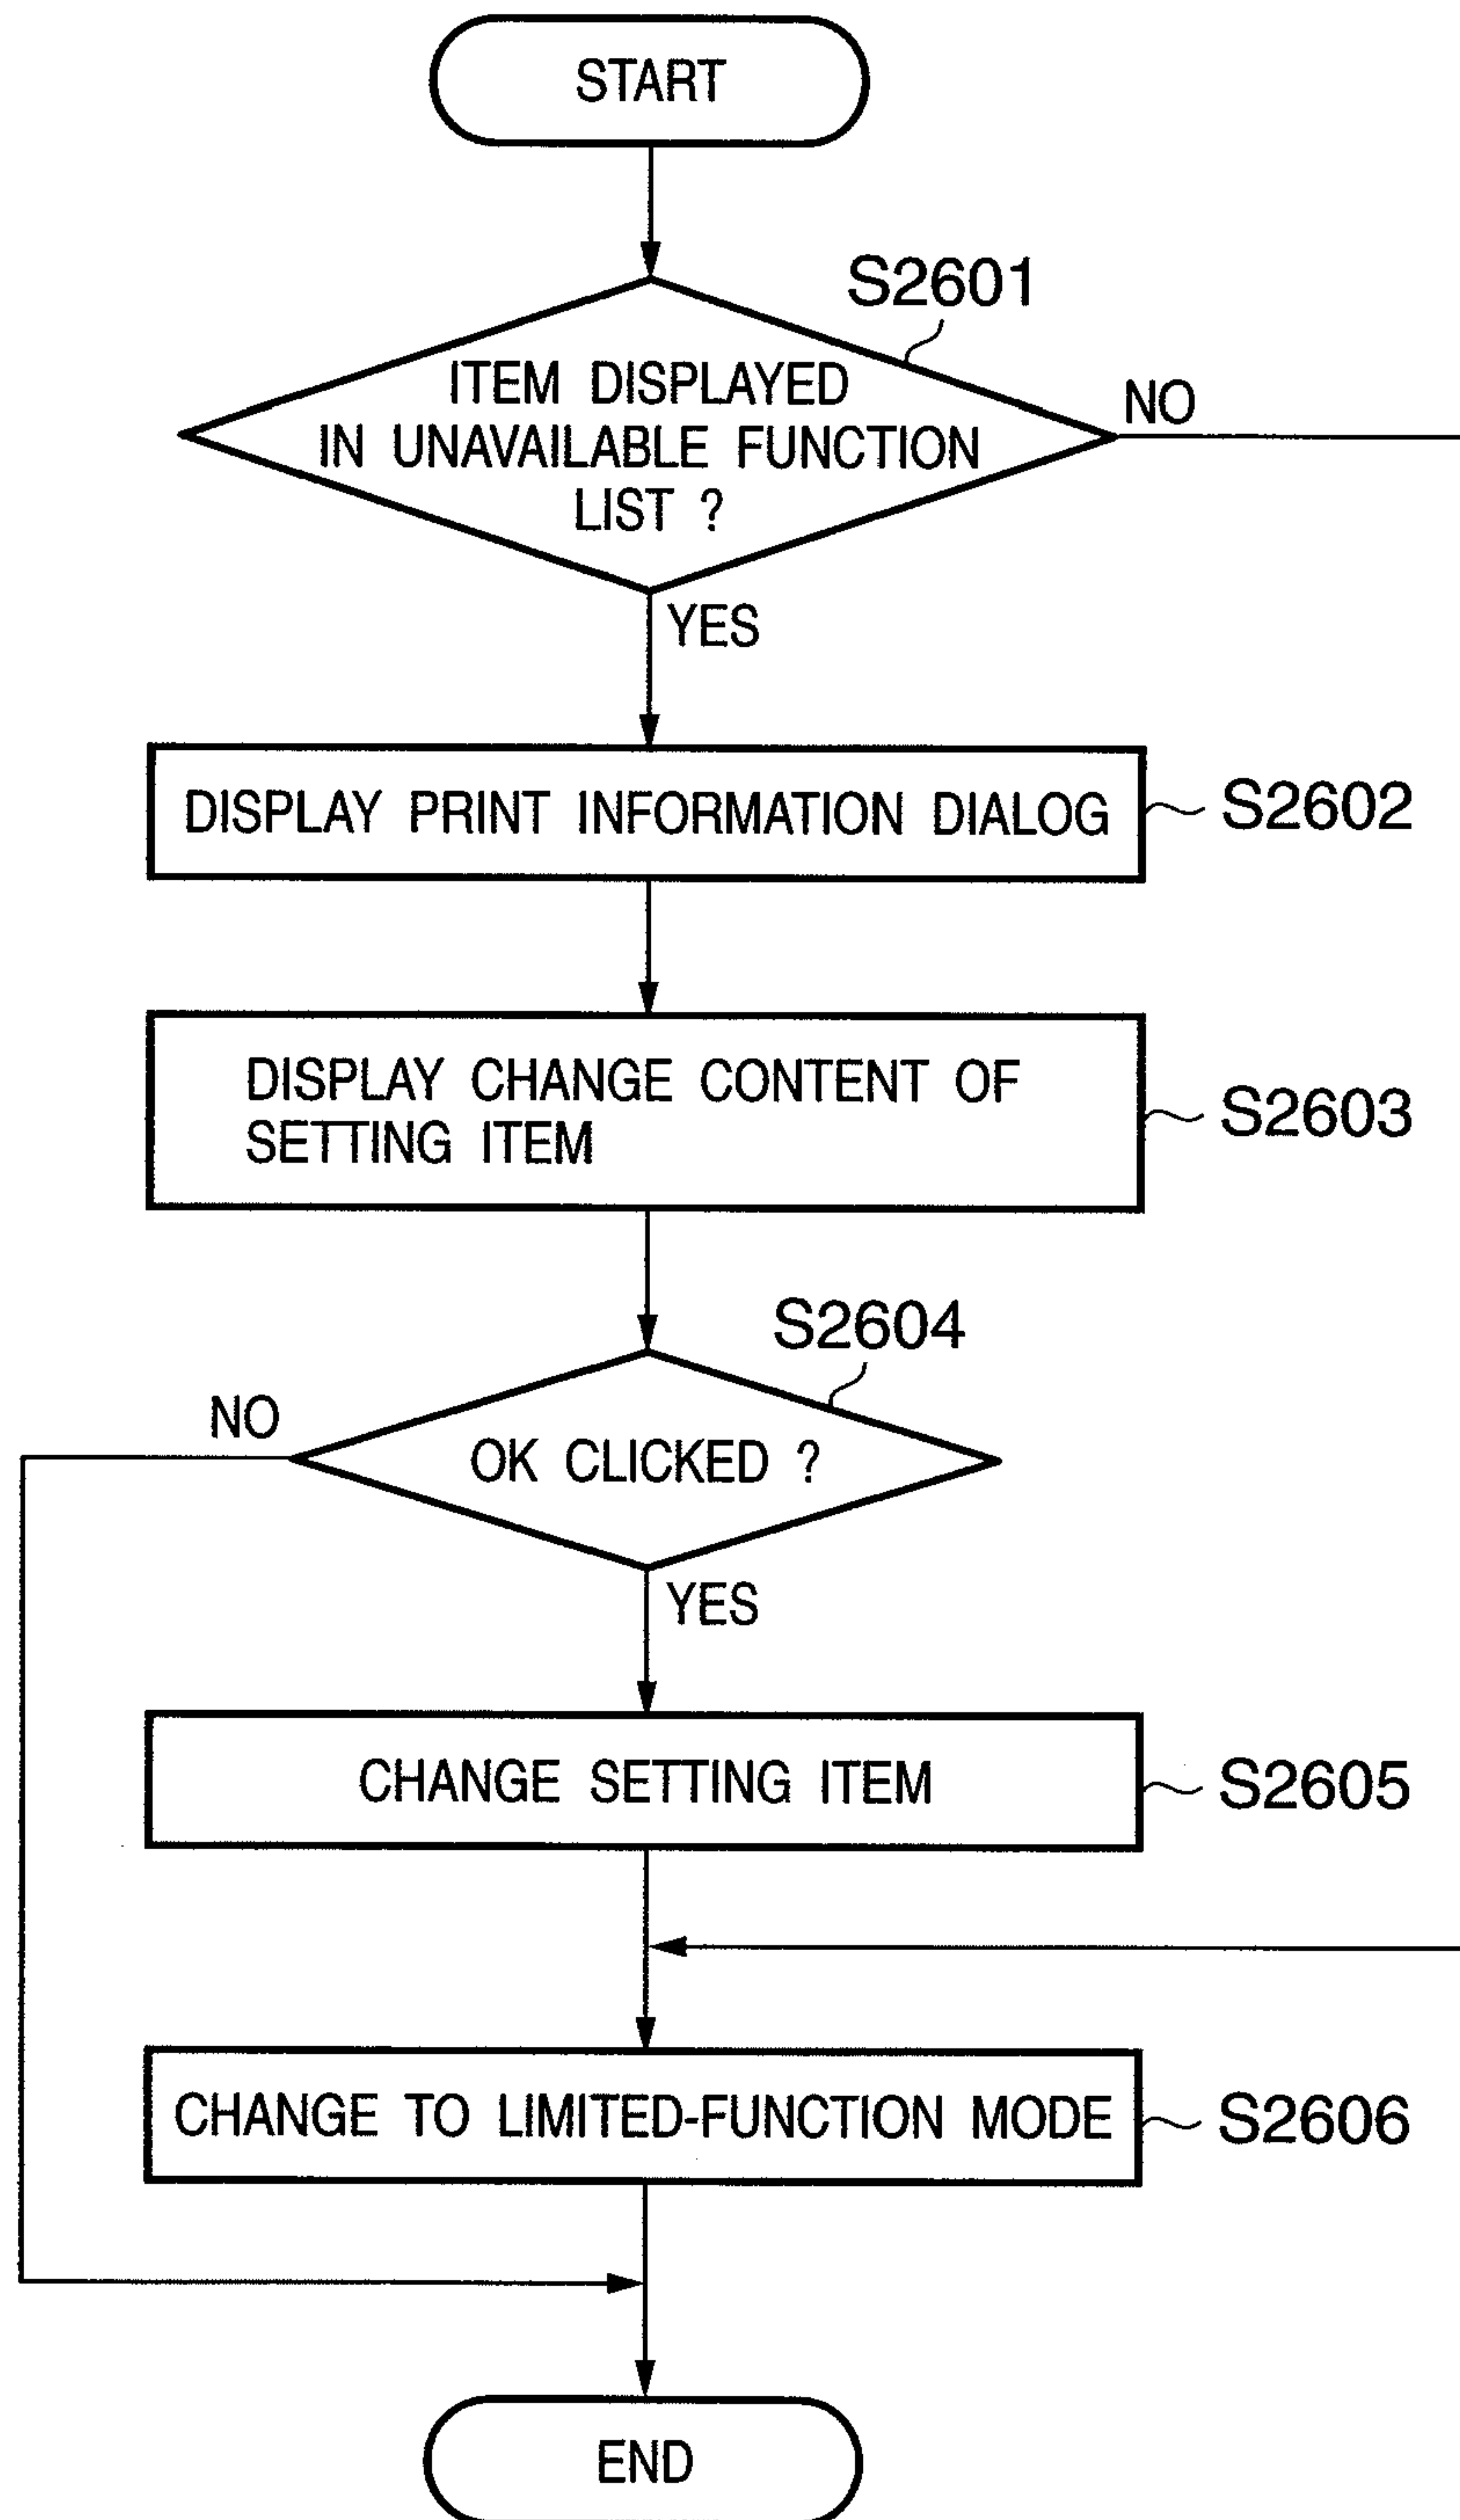 START
S2601
ITEM DISPLAYED
IN UNAVAILABLE FUNCTION
LIST ?
NO
YES
DISPLAY PRINT INFORMATION DIALOG
S2602
DISPLAY CHANGE CONTENT OF
SETTING ITEM
S2603
S2604
NO
OK CLICKED ?
YES
CHANGE SETTING ITEM
S2605
CHANGE TO LIMITED-FUNCTION MODE
S2606
END